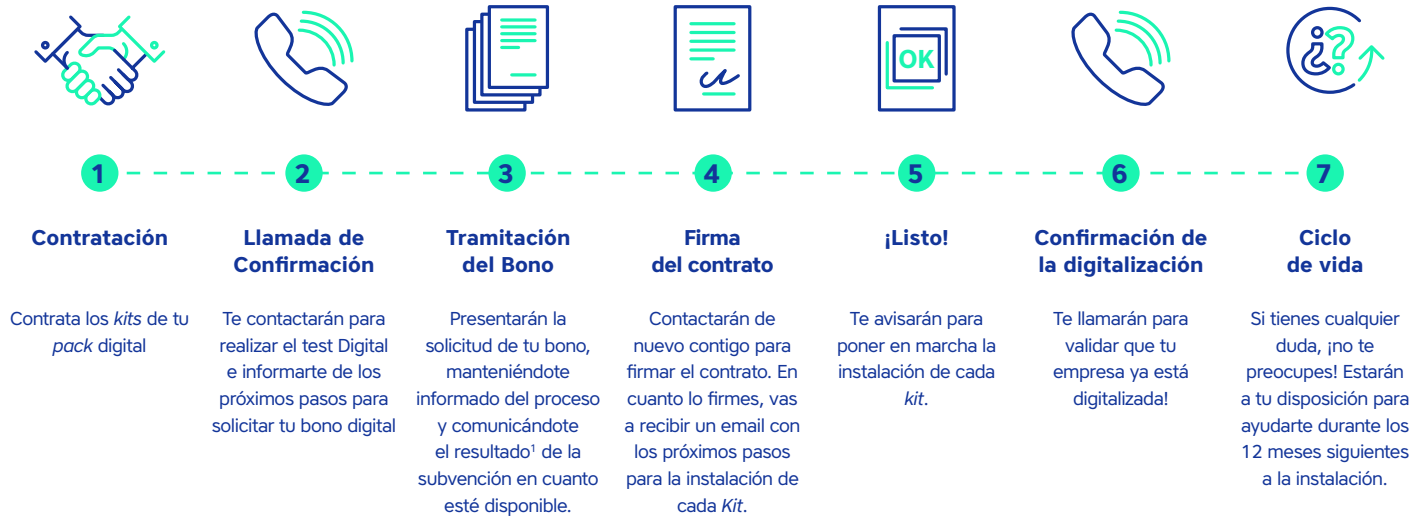 OK
1
2
3
4
5
6
7
Contratación
Contrata los kits de tu
pack digital
Llamada de
Confirmación
Te contactarán para
realizar el test Digital
e informarte de los
próximos pasos para
solicitar tu bono digital
Tramitación
del Bono
Presentarán la
solicitud de tu bono,
manteniéndote
informado del proceso
y comunicándote
el resultado¹ de la
subvención en cuanto
esté disponible.
Firma
del contrato
Contactarán de
nuevo contigo para
firmar el contrato. En
cuanto lo firmes, vas
a recibir un email con
los próximos pasos
para la instalación de
cada Kit.
¡Listo!
Te avisarán para
poner en marcha la
instalación de cada
kit.
Confirmación de
la digitalización
Te llamarán para
validar que tu
empresa ya está
digitalizada!
Ciclo
de vida
Si tienes cualquier
duda, ¡no te
preocupes! Estarán
a tu disposición para
ayudarte durante los
12 meses siguientes
a la instalación.